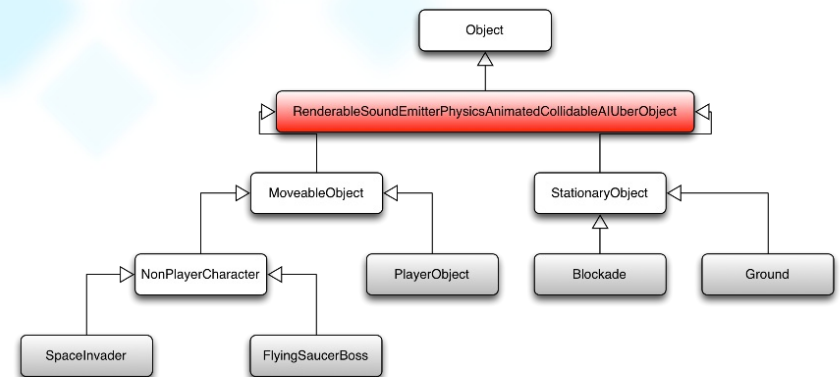 Object
RenderableSoundEmitterPhysicsAnimatedCollidableAIUberObject
MoveableObject
StationaryObject
NonPlayerCharacter
PlayerObject
Blockade
Ground
SpaceInvader
FlyingSaucerBoss